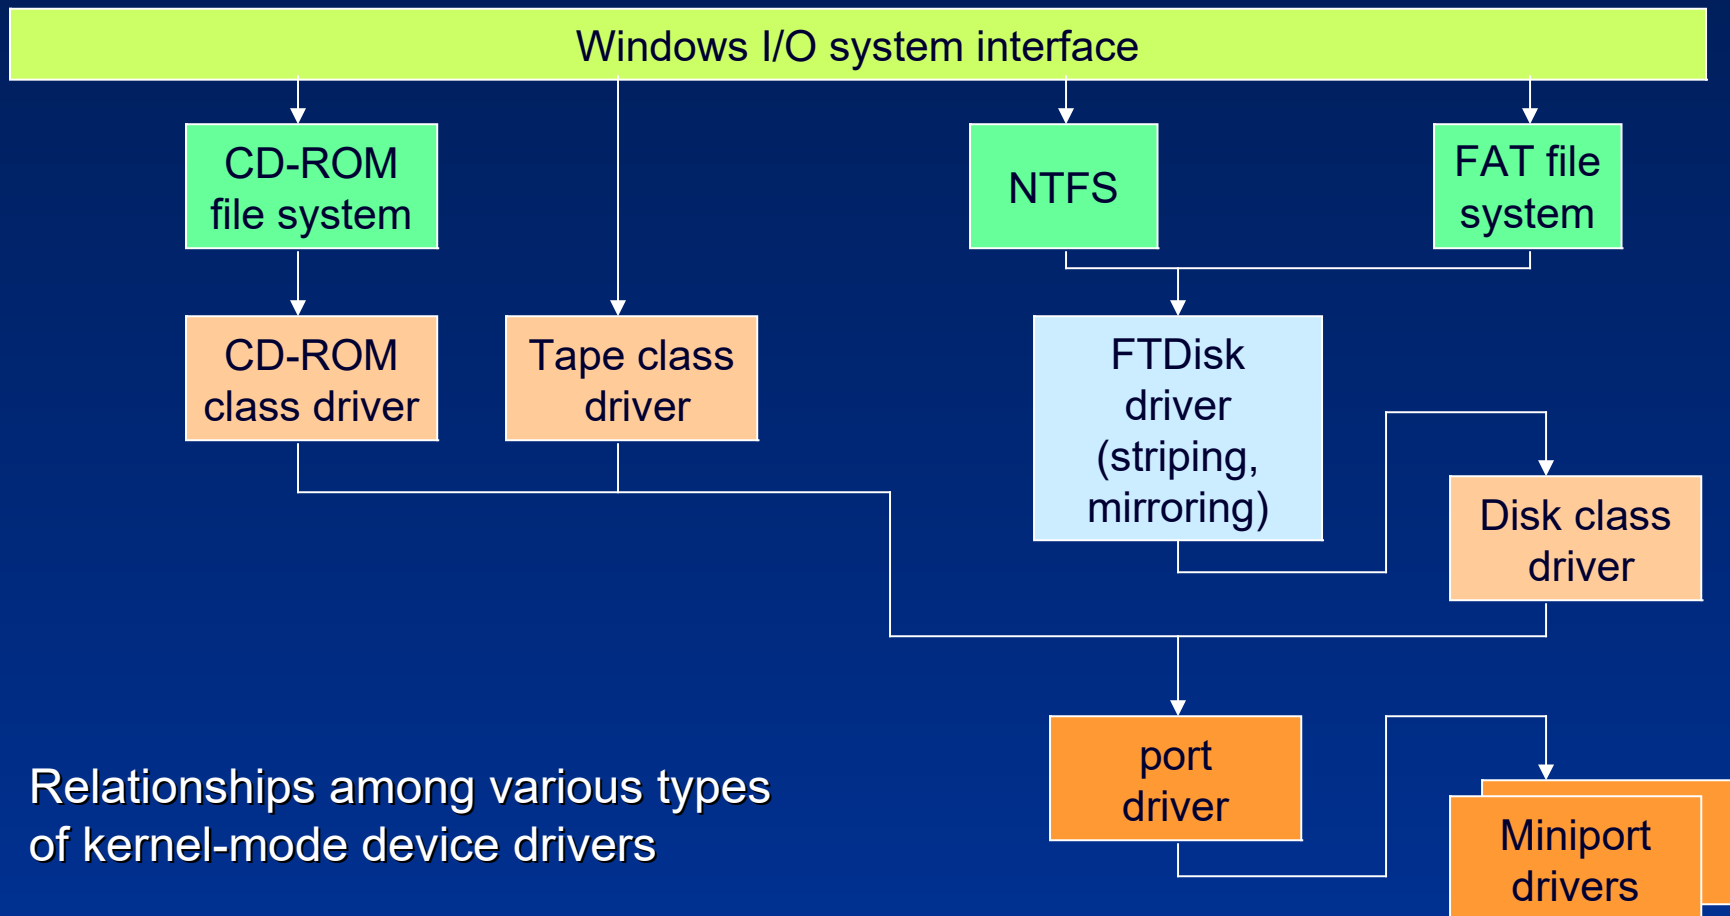 Windows I/O system interface
CD-ROM
file system
NTFS
FAT file
system
CD-ROM
class driver
Tape class
driver
FTDisk
driver
(striping,
mirroring)
Disk class
driver
port
driver
Miniport
drivers
Relationships among various types
of kernel-mode device drivers